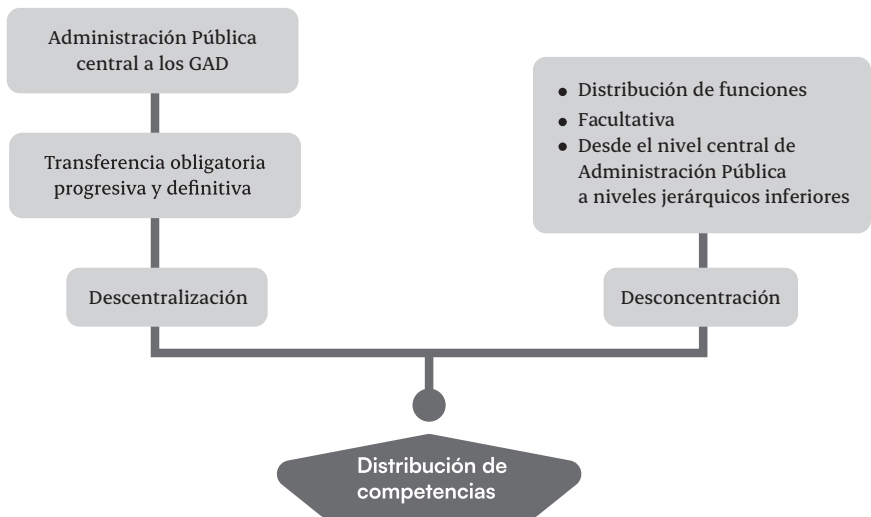 Administración Pública
central a los GAD
Transferencia obligatoria
progresiva y definitiva
Descentralización
• Distribución de funciones
• Facultativa
• Desde el nivel central de
Administración Pública
a niveles jerárquicos inferiores
Desconcentración
Distribución de
competencias